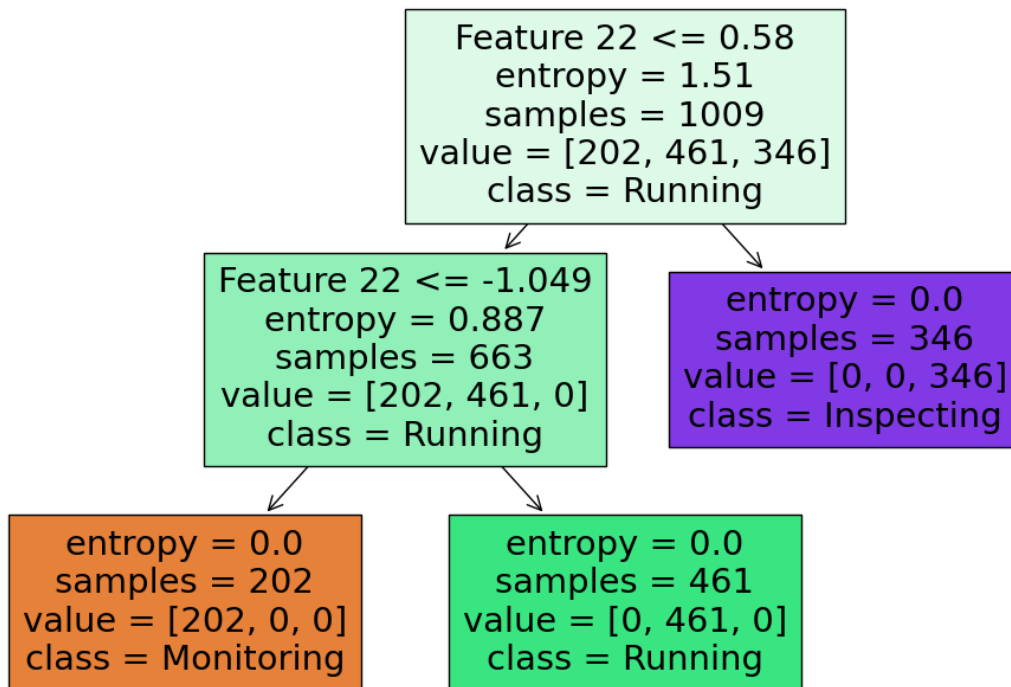 Feature 22 <= 0.58
entropy = 1.51
samples = 1009
value = [202, 461, 346]
class = Running
Feature 22 <= -1.049
entropy = 0.887
samples = 663
value = [202, 461, 0]
class = Running
entropy = 0.0
samples = 346
value = [0, 0, 346]
class = Inspecting
entropy = 0.0
samples = 202
value = [202, 0, 0]
class = Monitoring
entropy = 0.0
samples = 461
value = [0, 461, 0]
class = Running